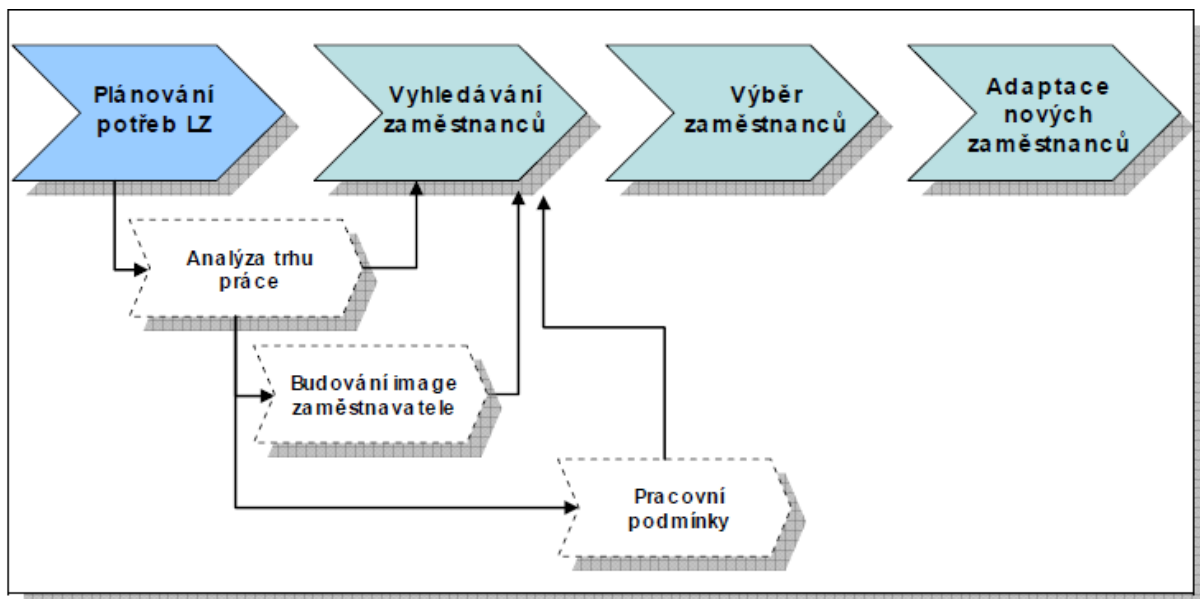 Plánování
potřeb LZ
Vyhledávání
zaměstnanců
Výběr
zaměstnanců
Adaptace
nových
zaměstnanců
Analýza trhu
práce
Budování image
zaměstnavatele
Pracovní
podmínky